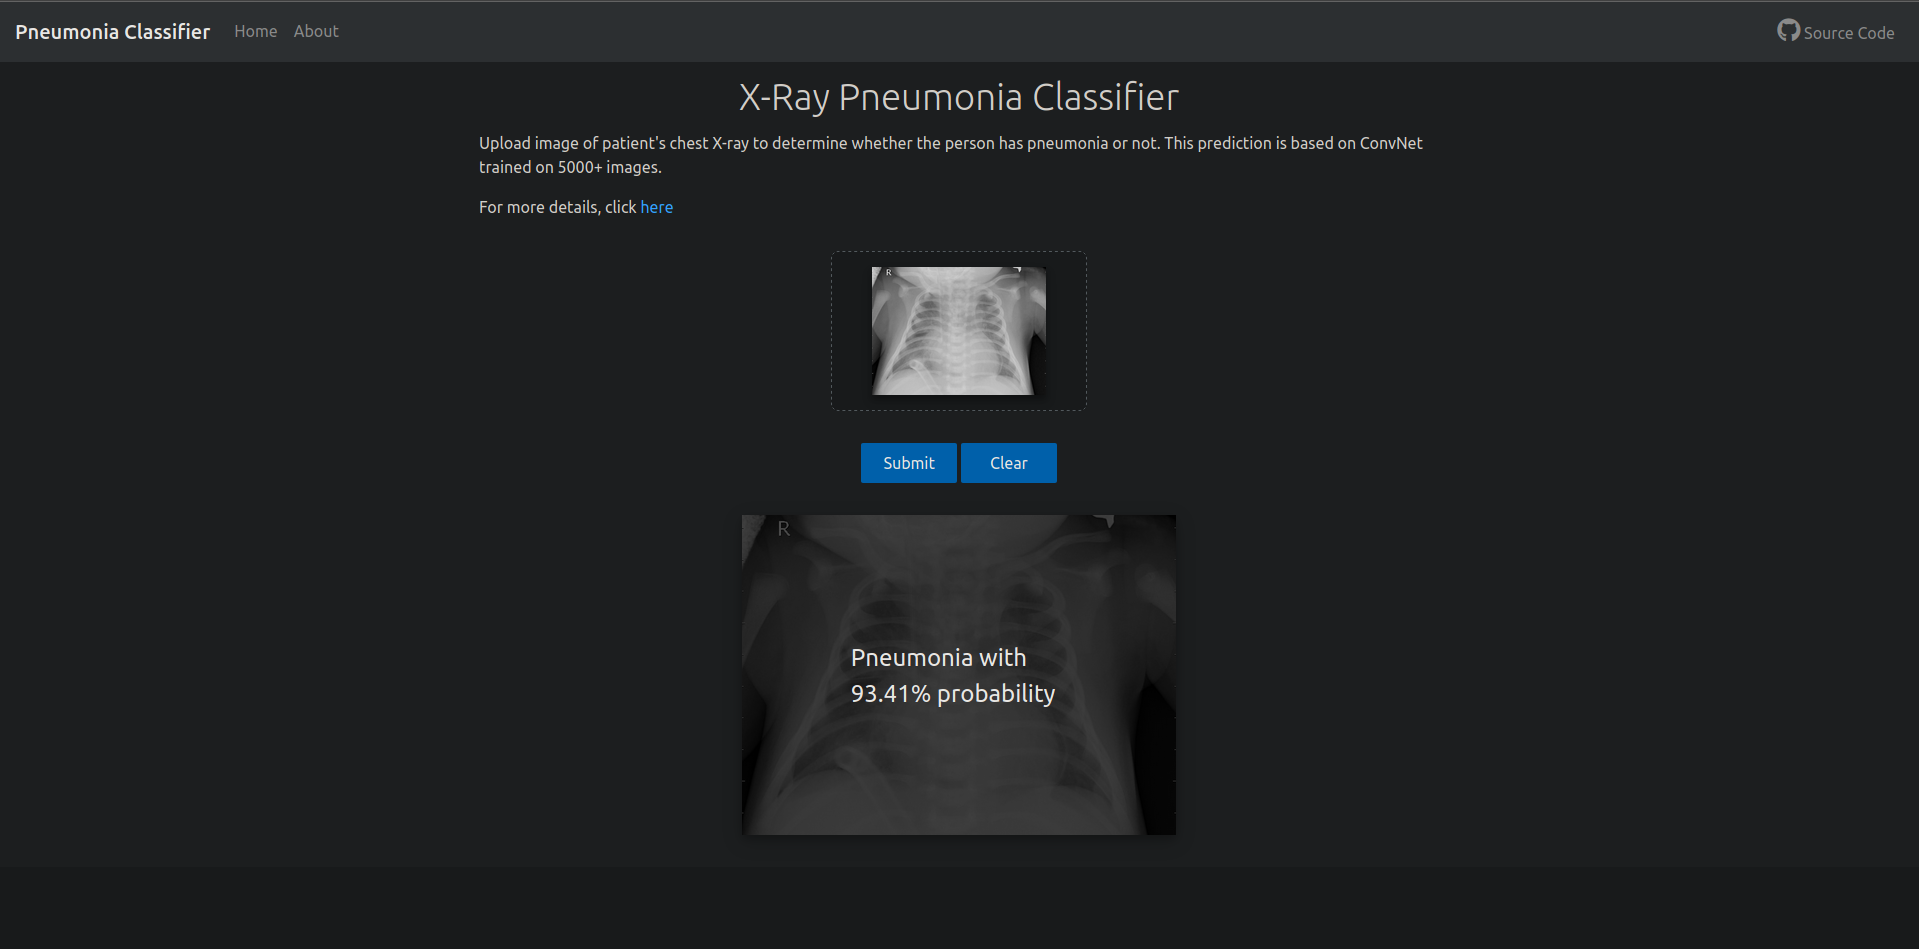 Pneumonia Classifier Home About Source Code
X-Ray Pneumonia Classifier
Upload image of patient's chest X-ray to determine whether the person has pneumonia or not. This prediction is based on ConvNet
trained on 5000+ images.
For more details, click here
R
Submit Clear
R
Pneumonia with
93.41% probability